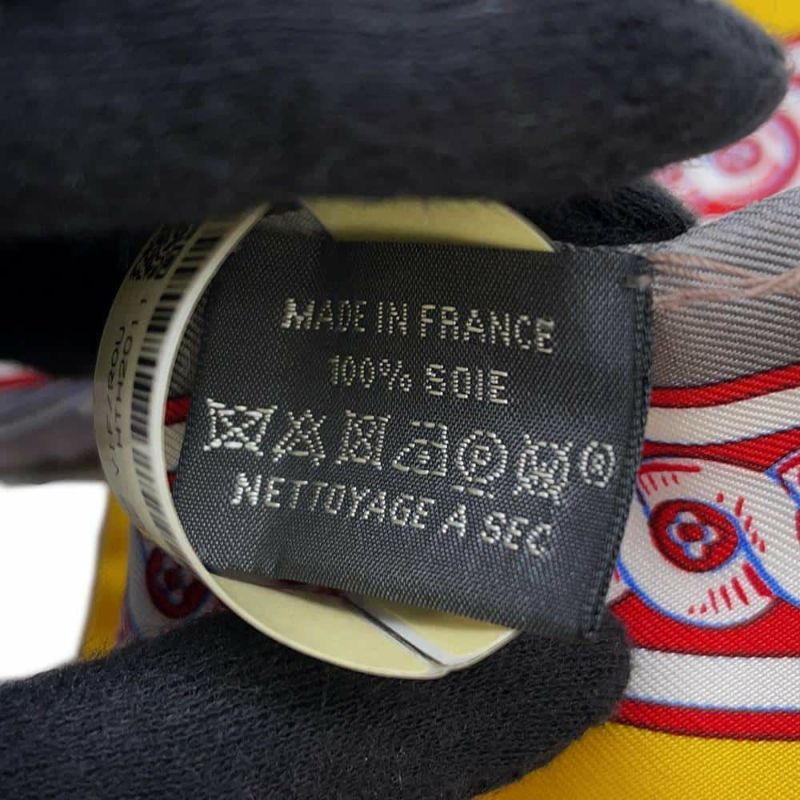 MADE IN FRANCE
100% SOIE
P
R
NETTOYAGE A SEC